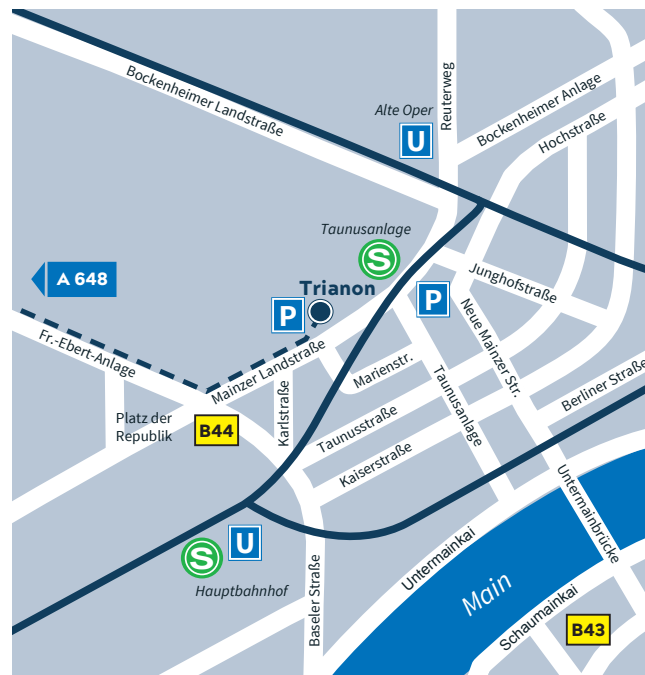 Bockenheimer Landstraße
Reuterweg
Alte Oper
U
Bockenheimer Anlage
Hochstraße
Taunusanlage
S
A 648
Trianon
P
P
Junghofstraße
Neue Mainzer Str.
Fr.-Ebert-Anlage
Mainzer Landstraße
Marienstr.
Karlstraße
Taunusanlage
Berliner Straße
Platz der
Republik
B44
Taunusstraße
Kaiserstraße
Untermainbrücke
S
U
Hauptbahnhof
Baseler Straße
Untermainkai
Main
Schaumainkai
B43